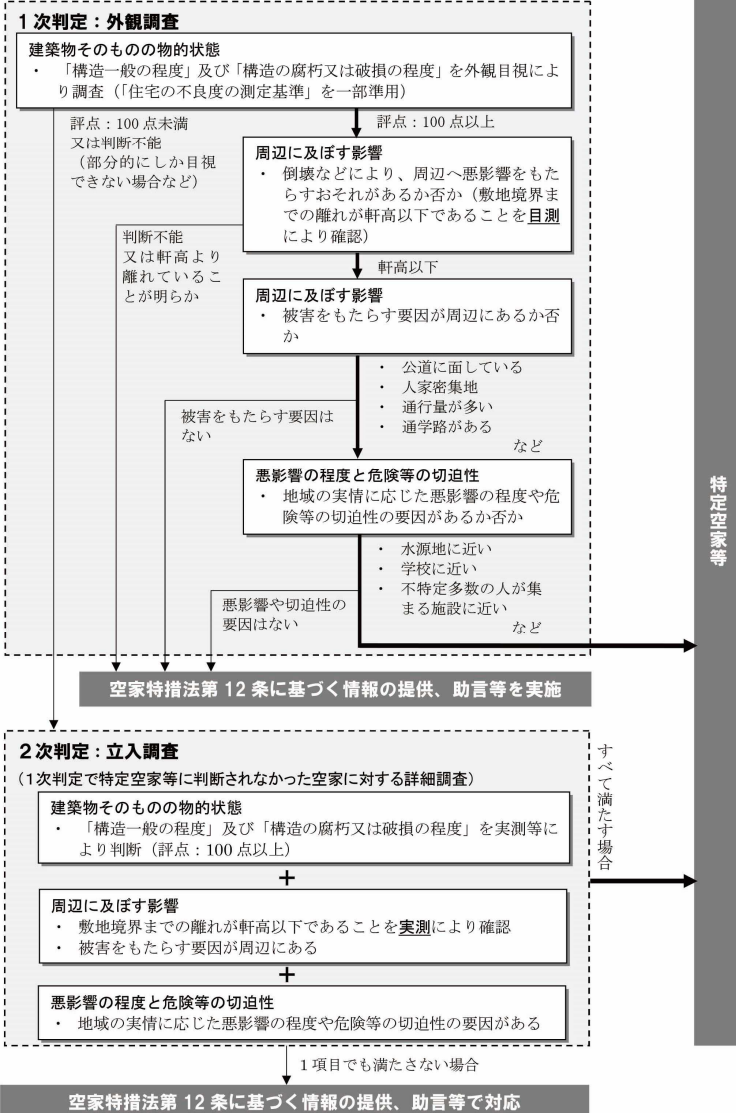 １次判定：外観調査
建築物そのものの物的状態
・ 「構造一般の程度」及び「構造の腐朽又は破損の程度」を外観目視によ
り調査（「住宅の不良度の測定基準」を一部準用）
評点：100 点未満
又は判断不能
（部分的にしか目視
できない場合など）
評点：100 点以上
周辺に及ぼす影響
・ 倒壊などにより、周辺へ悪影響をもた
らすおそれがあるか否か（敷地境界ま
での離れが軒高以下であることを目測
により確認）
判断不能
又は軒高より
離れているこ
とが明らか
軒高以下
周辺に及ぼす影響
・ 被害をもたらす要因が周辺にあるか否
か
・ 公道に面している
・ 人家密集地
・ 通行量が多い
・ 通学路がある
など
被害をもたらす要因は
ない
悪影響の程度と危険等の切迫性
・ 地域の実情に応じた悪影響の程度や危
険等の切迫性の要因があるか否か
・ 水源地に近い
・ 学校に近い
・ 不特定多数の人が集
まる施設に近い
など
悪影響や切迫性の
要因はない
特定空家等
空家特措法第 12 条に基づく情報の提供、助言等を実施
２次判定：立入調査
（１次判定で特定空家等に判断されなかった空家に対する詳細調査）
建築物そのものの物的状態
・ 「構造一般の程度」及び「構造の腐朽又は破損の程度」を実測等に
より判断（評点：100 点以上）
＋
周辺に及ぼす影響
・ 敷地境界までの離れが軒高以下であることを実測により確認
・ 被害をもたらす要因が周辺にある
＋
悪影響の程度と危険等の切迫性
・ 地域の実情に応じた悪影響の程度や危険等の切迫性の要因がある
すべて満たす場合
１項目でも満たさない場合
空家特措法第 12 条に基づく情報の提供、助言等で対応